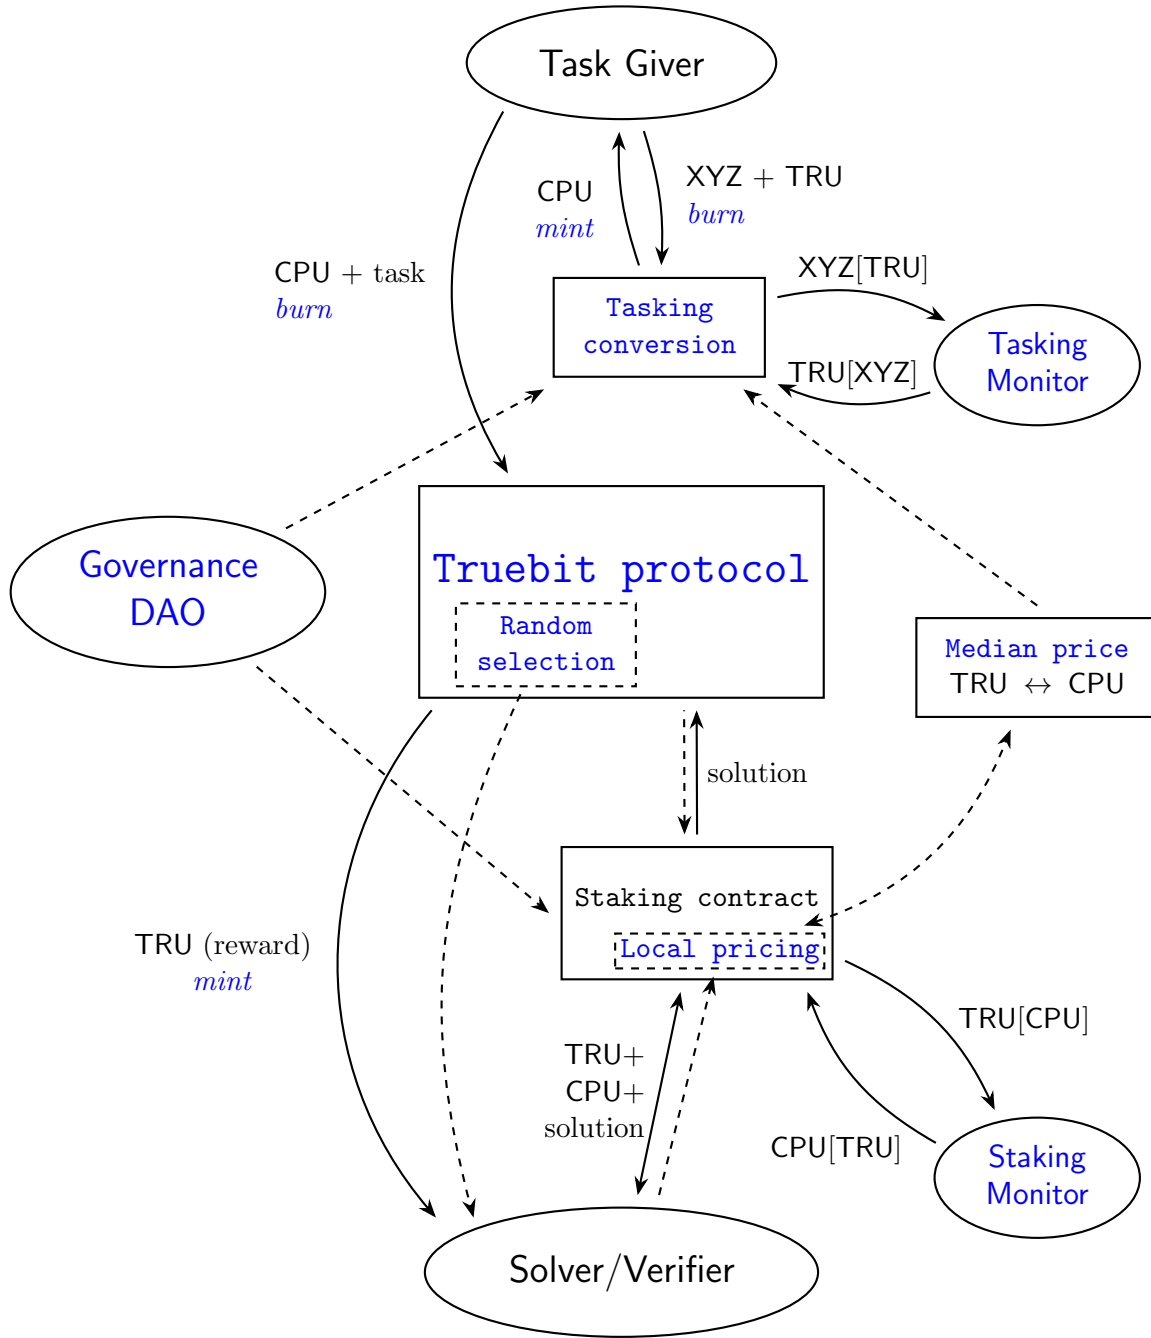 Task Giver
CPU
mint
XYZ + TRU
burn
CPU + task
burn
XYZ[TRU]
Tasking
conversion
Tasking
Monitor
TRU[XYZ]
Governance
DAO
Truebit protocol
Random
selection
Median price
TRU ↔ CPU
solution
Staking contract
Local pricing
TRU (reward)
mint
TRU+
CPU+
solution
TRU[CPU]
CPU[TRU]
Staking
Monitor
Solver/Verifier